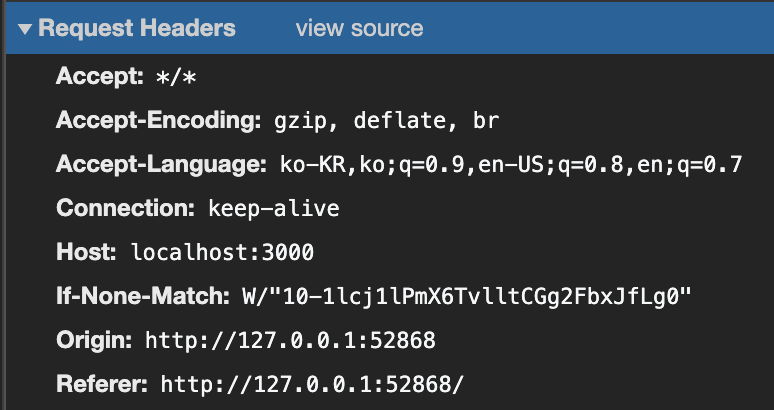 ▼ Request Headers view source
Accept: */*
Accept-Encoding: gzip, deflate, br
Accept-Language: ko-KR,ko;q=0.9,en-US;q=0.8,en;q=0.7
Connection: keep-alive
Host: localhost:3000
If-None-Match: W/"10-1lcj1lPmX6TvlltCGg2FbxJfLg0"
Origin: http://127.0.0.1:52868
Referer: http://127.0.0.1:52868/